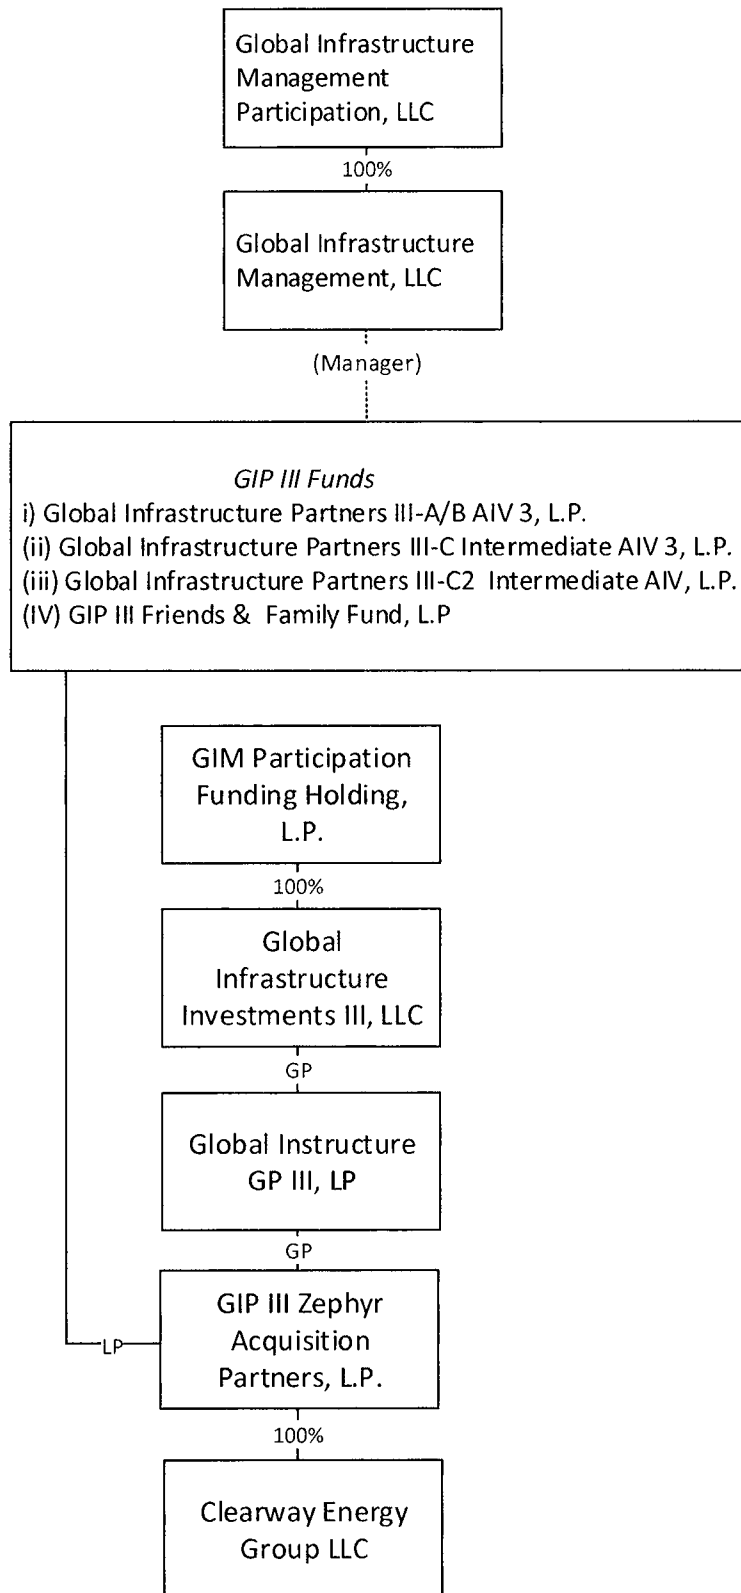 Global Infrastructure
Management
Participation, LLC
100%
Global Infrastructure
Management, LLC
(Manager)
GIP III Funds
i) Global Infrastructure Partners III-A/B AIV 3, L.P.
(ii) Global Infrastructure Partners III-C Intermediate AIV 3, L.P.
(iii) Global Infrastructure Partners III-C2 Intermediate AIV, L.P.
(IV) GIP III Friends & Family Fund, L.P
GIM Participation
Funding Holding,
L.P.
100%
Global
Infrastructure
Investments III, LLC
GP
Global Instructure
GP III, LP
GP
GIP III Zephyr
Acquisition
Partners, L.P.
LP
100%
Clearway Energy
Group LLC